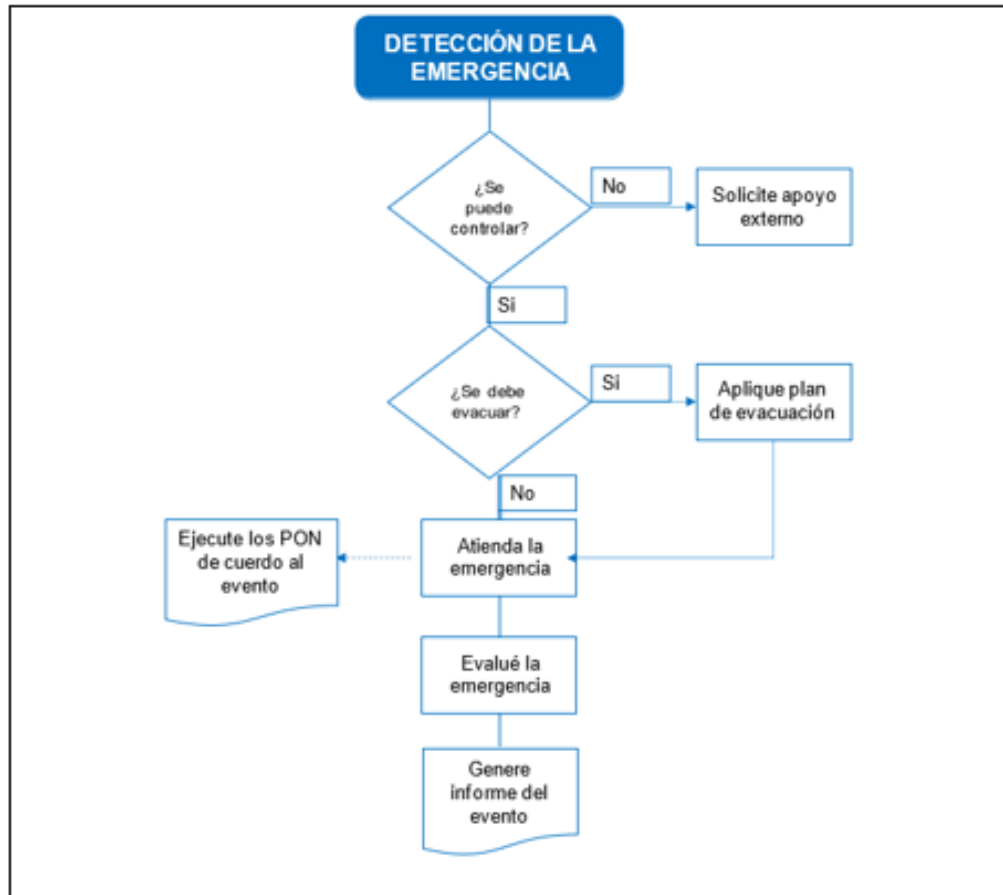 DETECCIÓN DE LA
EMERGENCIA
¿Se
puede
controlar?
No
Solicite apoyo
externo
Si
¿Se debe
evacuar?
Si
Aplique plan
de evacuación
No
Ejecute los PON
de cuerdo al
evento
Atienda la
emergencia
Evalué la
emergencia
Genere
informe del
evento